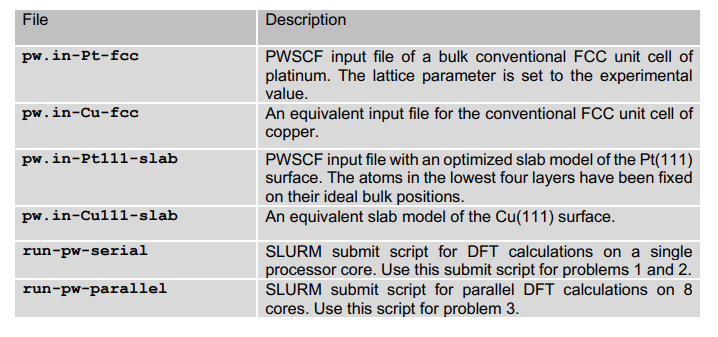 File Description
pw.in-Pt-fcc PWSCF input file of a bulk conventional FCC unit cell of
platinum. The lattice parameter is set to the experimental
value.
pw.in-Cu-fcc An equivalent input file for the conventional FCC unit cell of
copper.
pw.in-Pt111-slab PWSCF input file with an optimized slab model of the Pt(111)
surface. The atoms in the lowest four layers have been fixed
on their ideal bulk positions.
pw.in-Cu111-slab An equivalent slab model of the Cu(111) surface.
run-pw-serial SLURM submit script for DFT calculations on a single
processor core. Use this submit script for problems 1 and 2.
run-pw-parallel SLURM submit script for parallel DFT calculations on 8
cores. Use this script for problem 3.